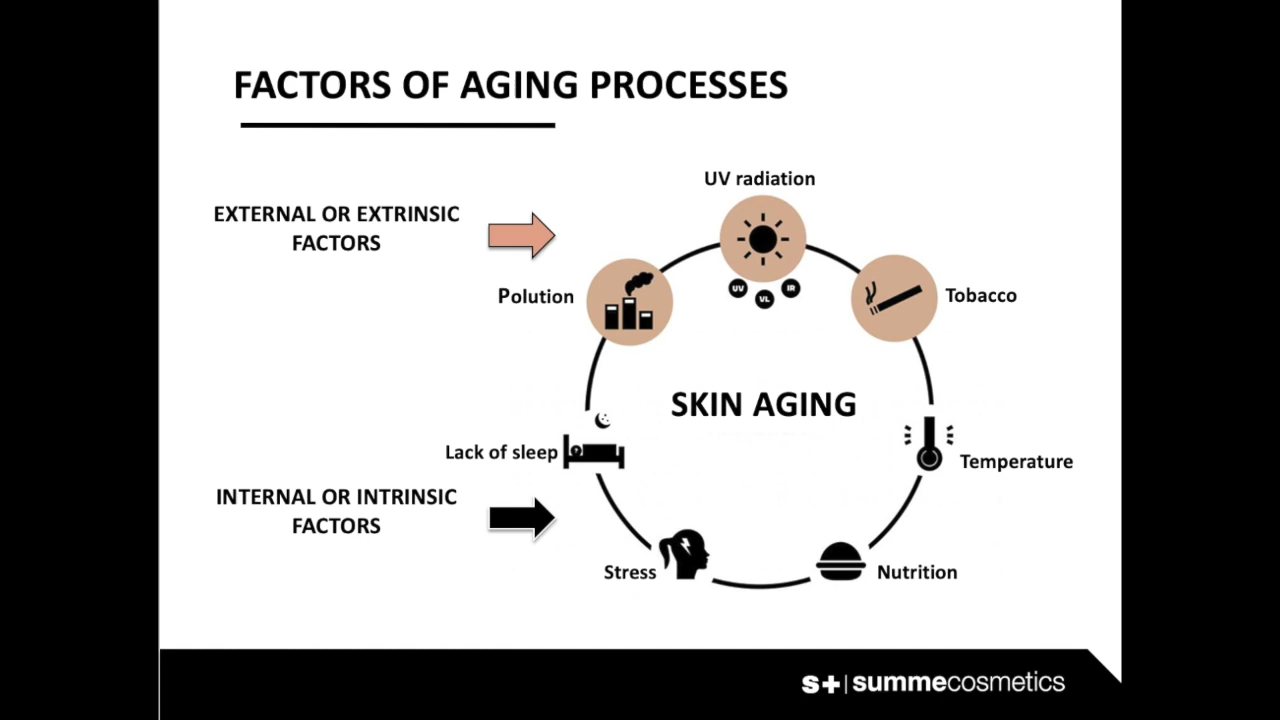 FACTORS OF AGING PROCESSES
UV radiation
EXTERNAL OR EXTRINSIC
FACTORS
Polution
UV
VL
IR
Tobacco
SKIN AGING
Lack of sleep
Temperature
INTERNAL OR INTRINSIC
FACTORS
Stress
Nutrition
s+|summecosmetics